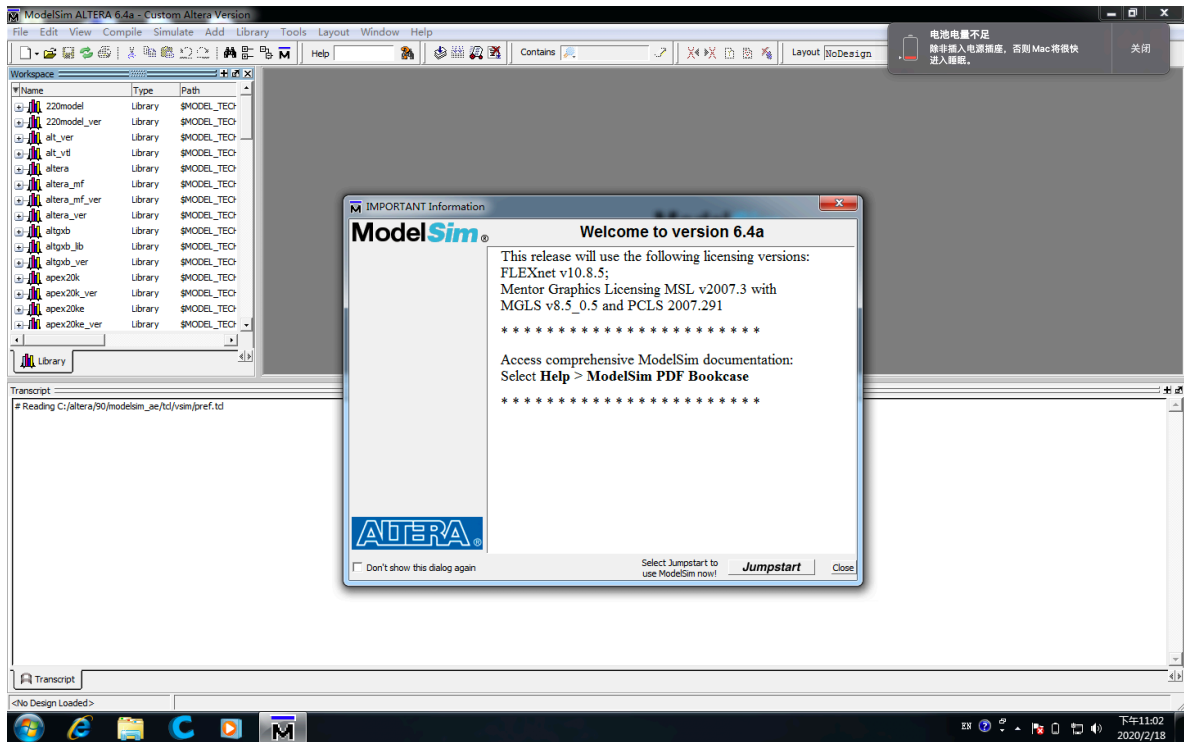 ModelSim ALTERA 6.4a - Custom Altera Version
File Edit View Compile Simulate Add Library Tools Layout Window Help
Help
Contains
Layout NoDesign
电池电量不足
除非插入电源插座，否则 Mac 将很快
进入睡眠。
关闭
Workspace
Name Type Path
220model Library $MODEL_TECH
220model_ver Library $MODEL_TECH
alt_ver Library $MODEL_TECH
alt_vtl Library $MODEL_TECH
altera Library $MODEL_TECH
altera_mf Library $MODEL_TECH
altera_mf_ver Library $MODEL_TECH
altera_ver Library $MODEL_TECH
altgxb Library $MODEL_TECH
altgxb_lib Library $MODEL_TECH
altgxb_ver Library $MODEL_TECH
apex20k Library $MODEL_TECH
apex20k_ver Library $MODEL_TECH
apex20ke Library $MODEL_TECH
apex20ke_ver Library $MODEL_TECH
Library
IMPORTANT Information
ModelSim ®
Welcome to version 6.4a
This release will use the following licensing versions:
FLEXnet v10.8.5;
Mentor Graphics Licensing MSL v2007.3 with
MGLS v8.5_0.5 and PCLS 2007.291
* * * * * * * * * * * * * * * * * * * * * * *
Access comprehensive ModelSim documentation:
Select Help > ModelSim PDF Bookcase
* * * * * * * * * * * * * * * * * * * * * * *
ALTERA ®
Don't show this dialog again
Select Jumpstart to
use ModelSim now!
Jumpstart
Close
Transcript
# Reading C:/altera/90/modelsim_ae/tcl/vsim/pref.tcl
Transcript
<No Design Loaded>
EN
下午11:02
2020/2/18